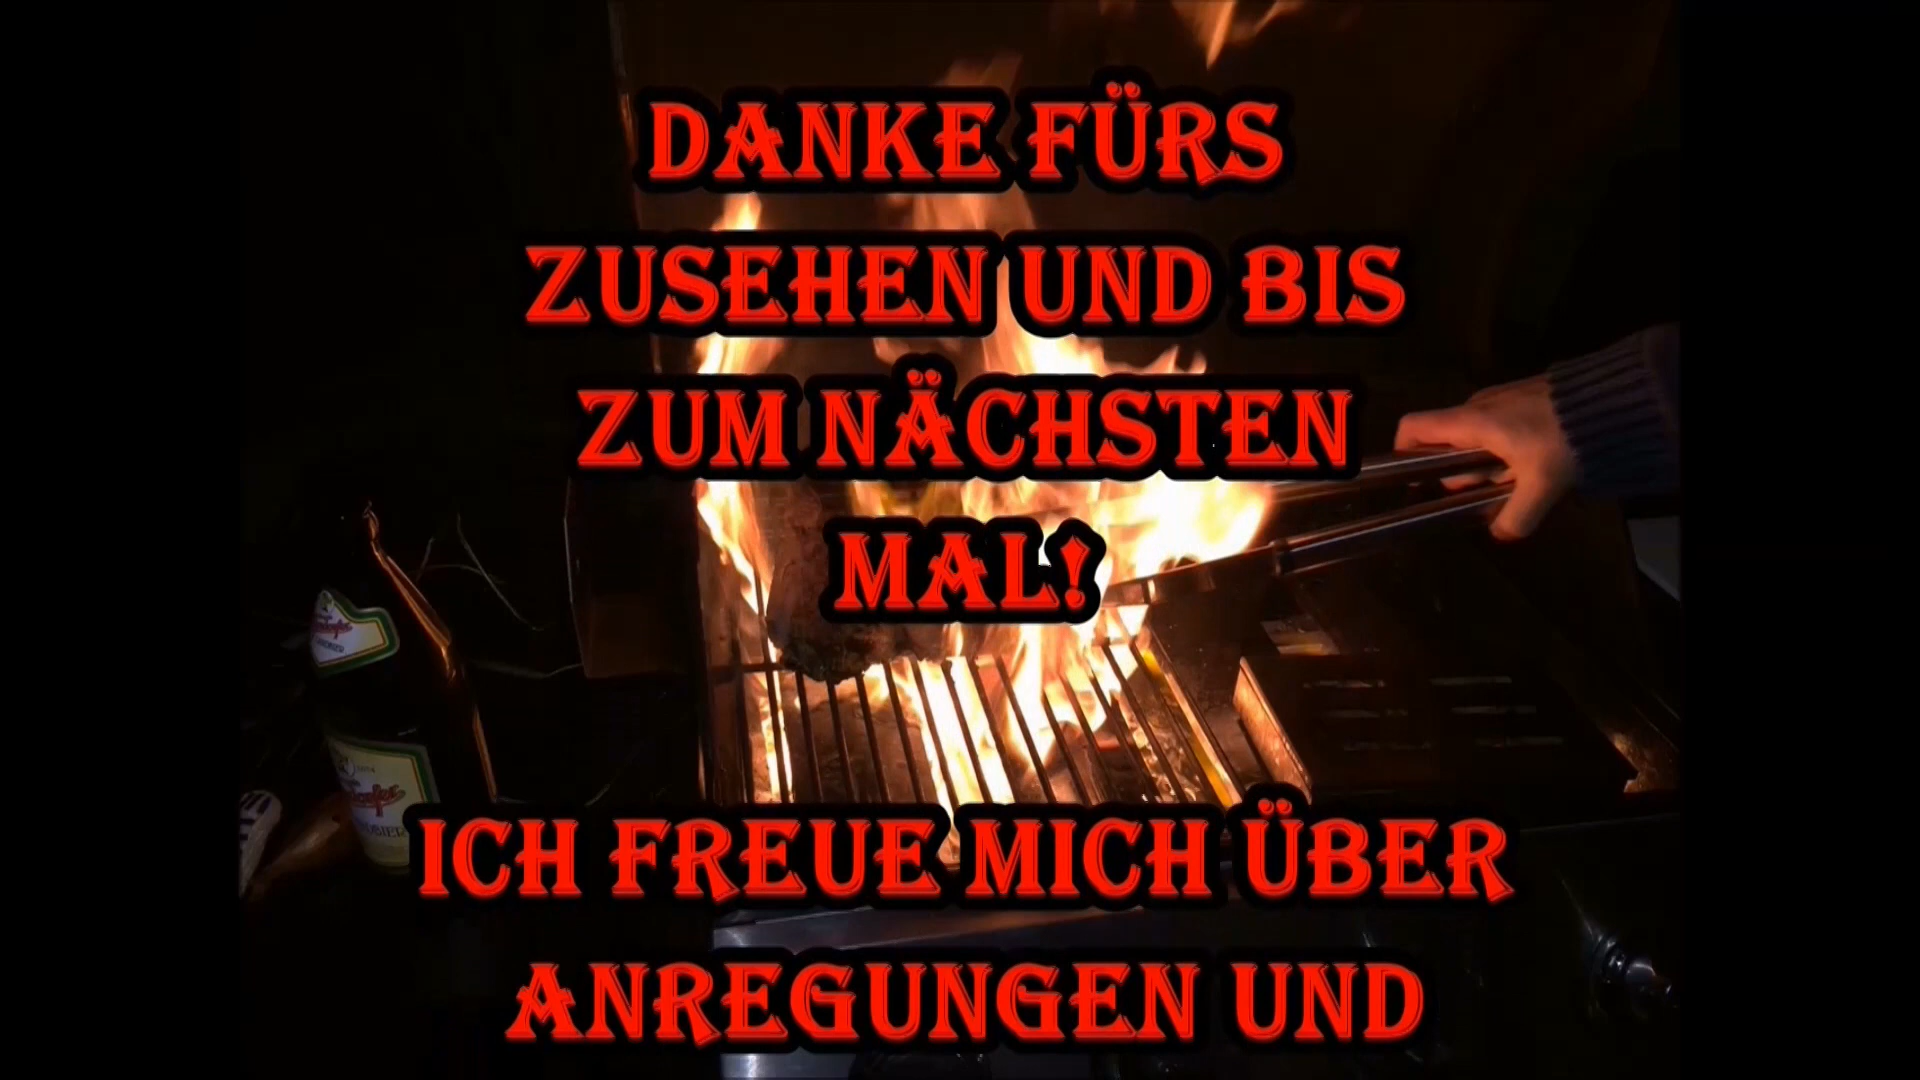 DANKE FÜRS
ZUSEHEN UND BIS
ZUM NÄCHSTEN
MAL!
ICH FREUE MICH ÜBER
ANREGUNGEN UND